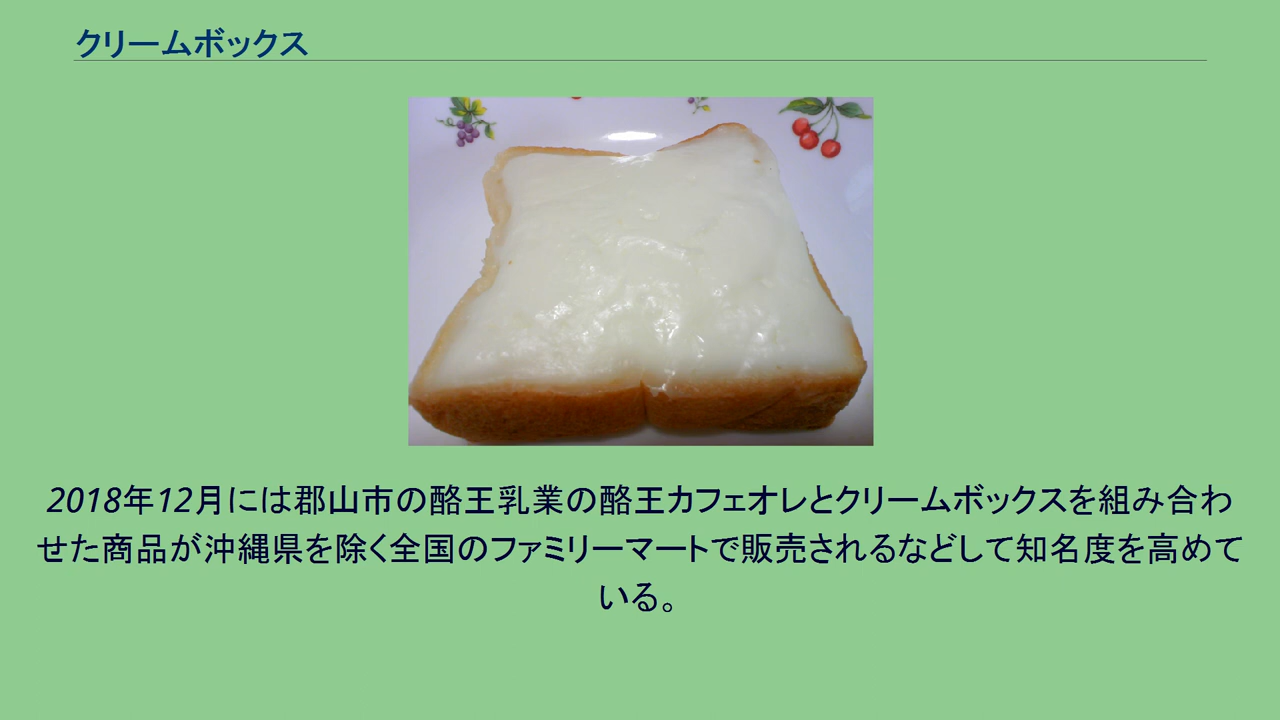 クリームボックス
2018年12月には郡山市の酪王乳業の酪王カフェオレとクリームボックスを組み合わ
せた商品が沖縄県を除く全国のファミリーマートで販売されるなどして知名度を高めて
いる。